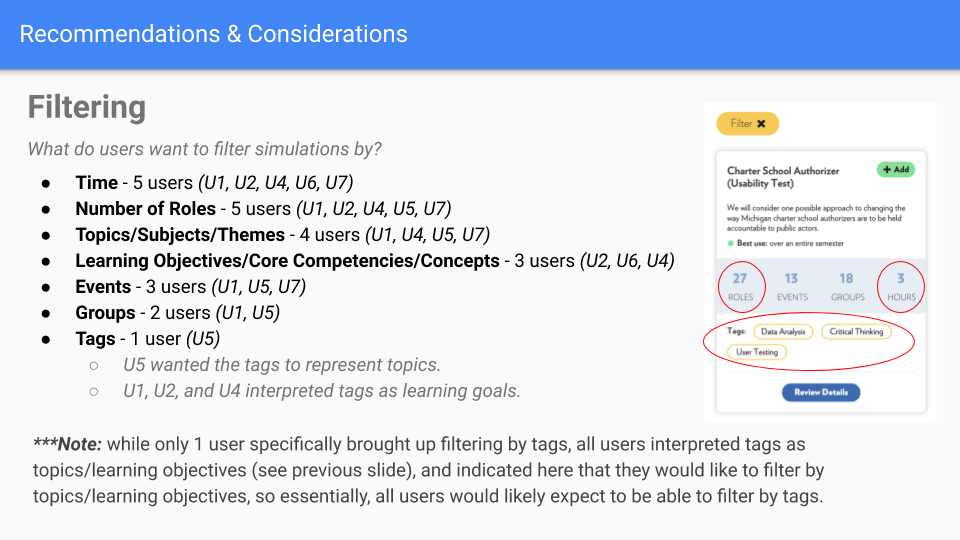 Recommendations & Considerations
Filtering
What do users want to filter simulations by?
● Time - 5 users (U1, U2, U4, U6, U7)
● Number of Roles - 5 users (U1, U2, U4, U5, U7)
● Topics/Subjects/Themes - 4 users (U1, U4, U5, U7)
● Learning Objectives/Core Competencies/Concepts - 3 users (U2, U6, U4)
● Events - 3 users (U1, U5, U7)
● Groups - 2 users (U1, U5)
● Tags - 1 user (U5)
○ U5 wanted the tags to represent topics.
○ U1, U2, and U4 interpreted tags as learning goals.
***Note: while only 1 user specifically brought up filtering by tags, all users interpreted tags as
topics/learning objectives (see previous slide), and indicated here that they would like to filter by
topics/learning objectives, so essentially, all users would likely expect to be able to filter by tags.
Filter ✖
Charter School Authorizer
(Usability Test)
+ Add
We will consider one possible approach to changing the
way Michigan charter school authorizers are to be held
accountable to public actors.
★ Best use: over an entire semester
27 13 18 3
ROLES EVENTS GROUPS HOURS
Tags: Data Analysis Critical Thinking
User Testing
Review Details